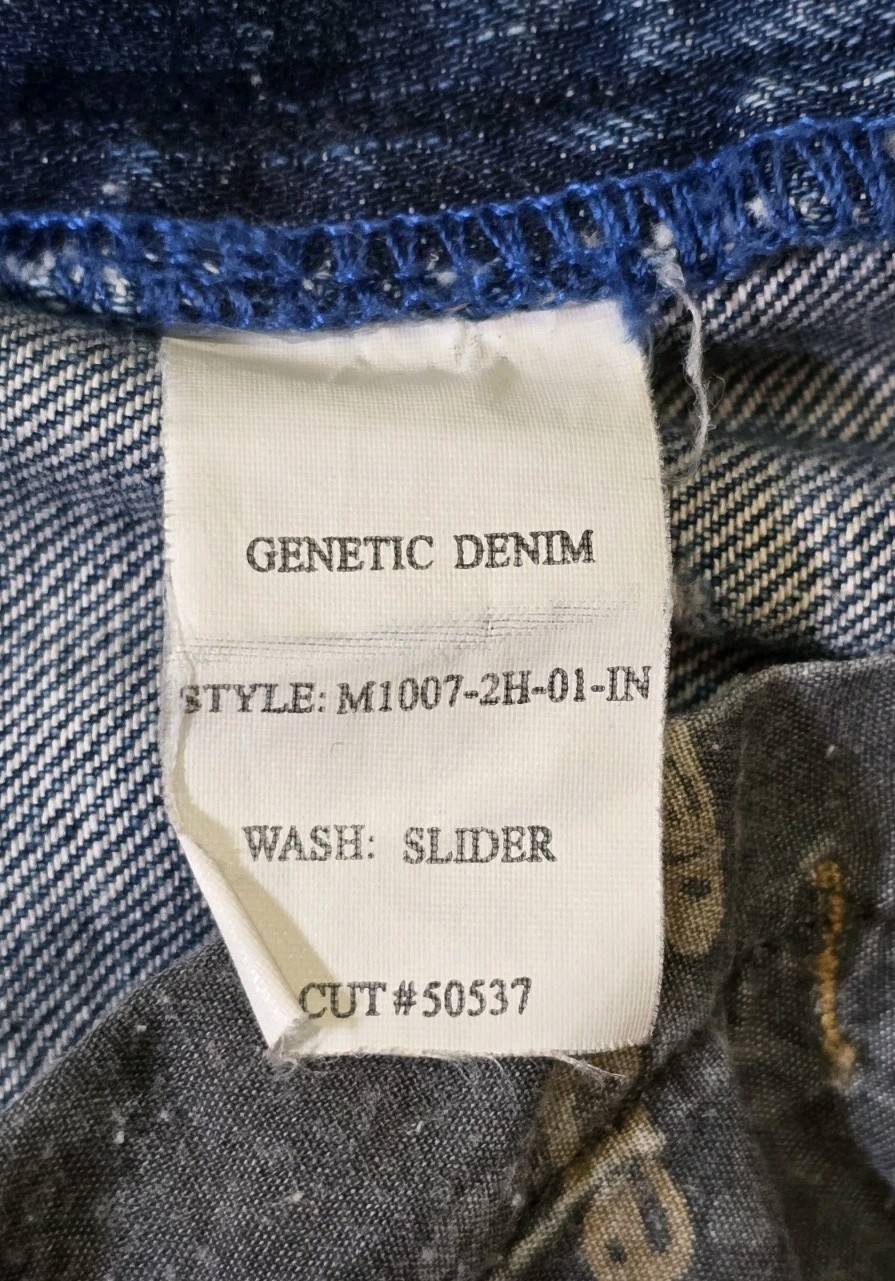 GENETIC DENIM
STYLE: M1007-2H-01-IN
WASH: SLIDER
CUT#50537